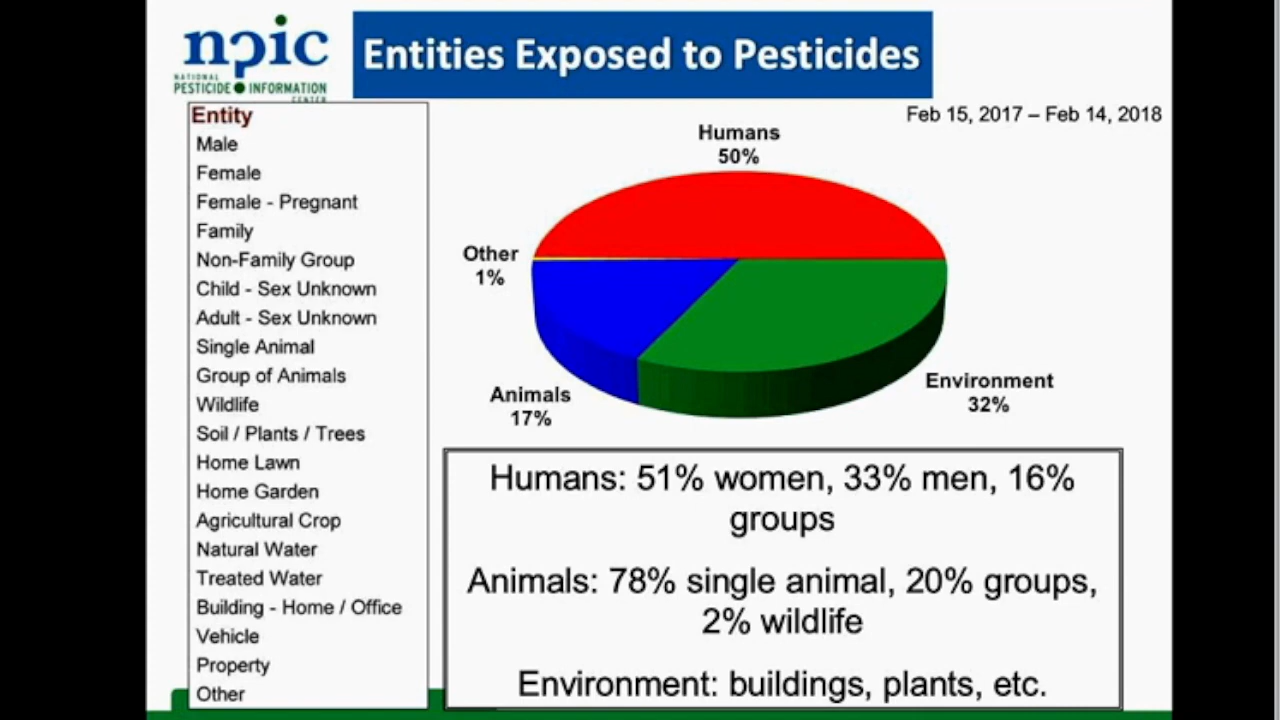 npic
NATIONAL
PESTICIDE INFORMATION
CENTER
Entities Exposed to Pesticides
Feb 15, 2017 – Feb 14, 2018
Entity
Male
Female
Female - Pregnant
Family
Non-Family Group
Child - Sex Unknown
Adult - Sex Unknown
Single Animal
Group of Animals
Wildlife
Soil / Plants / Trees
Home Lawn
Home Garden
Agricultural Crop
Natural Water
Treated Water
Building - Home / Office
Vehicle
Property
Other
Humans
50%
Other
1%
Animals
17%
Environment
32%
Humans: 51% women, 33% men, 16%
groups
Animals: 78% single animal, 20% groups,
2% wildlife
Environment: buildings, plants, etc.